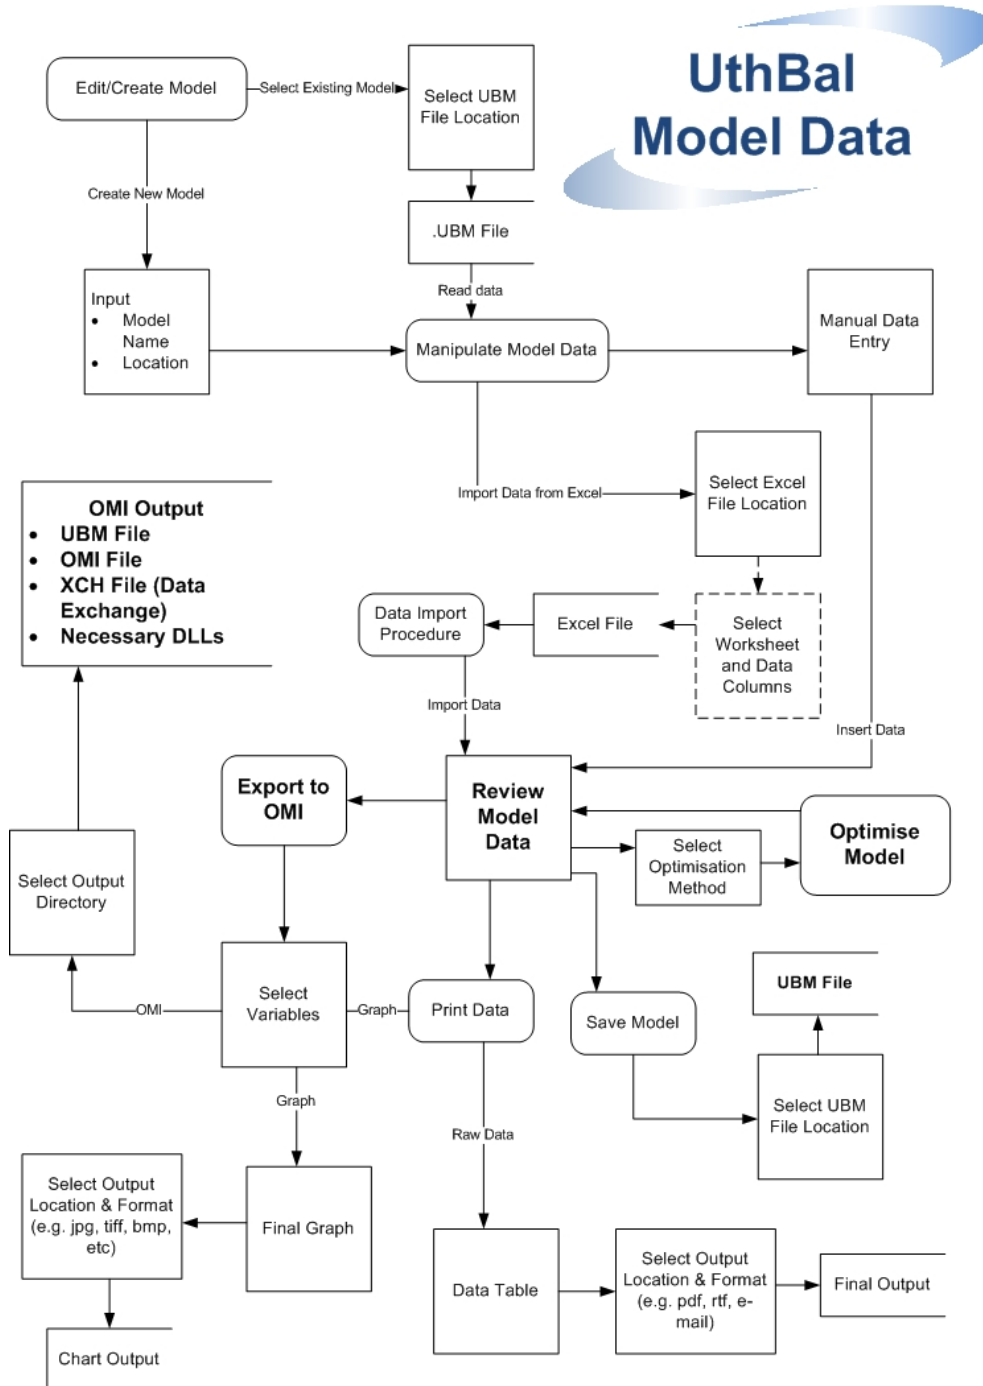 UthBal
Model Data
Edit/Create Model
Select Existing Model
Select UBM
File Location
Create New Model
.UBM File
Read data
Input
• Model
Name
• Location
Manipulate Model Data
Manual Data
Entry
Import Data from Excel
Select Excel
File Location
OMI Output
• UBM File
• OMI File
• XCH File (Data
Exchange)
• Necessary DLLs
Data Import
Procedure
Excel File
Select
Worksheet
and Data
Columns
Import Data
Insert Data
Export to
OMI
Review
Model
Data
Select
Optimisation
Method
Optimise
Model
Select Output
Directory
OMI
Select
Variables
Graph
Print Data
Save Model
UBM File
Select UBM
File Location
Graph
Raw Data
Select Output
Location & Format
(e.g. jpg, tiff, bmp,
etc)
Final Graph
Data Table
Select Output
Location & Format
(e.g. pdf, rtf, e-
mail)
Final Output
Chart Output